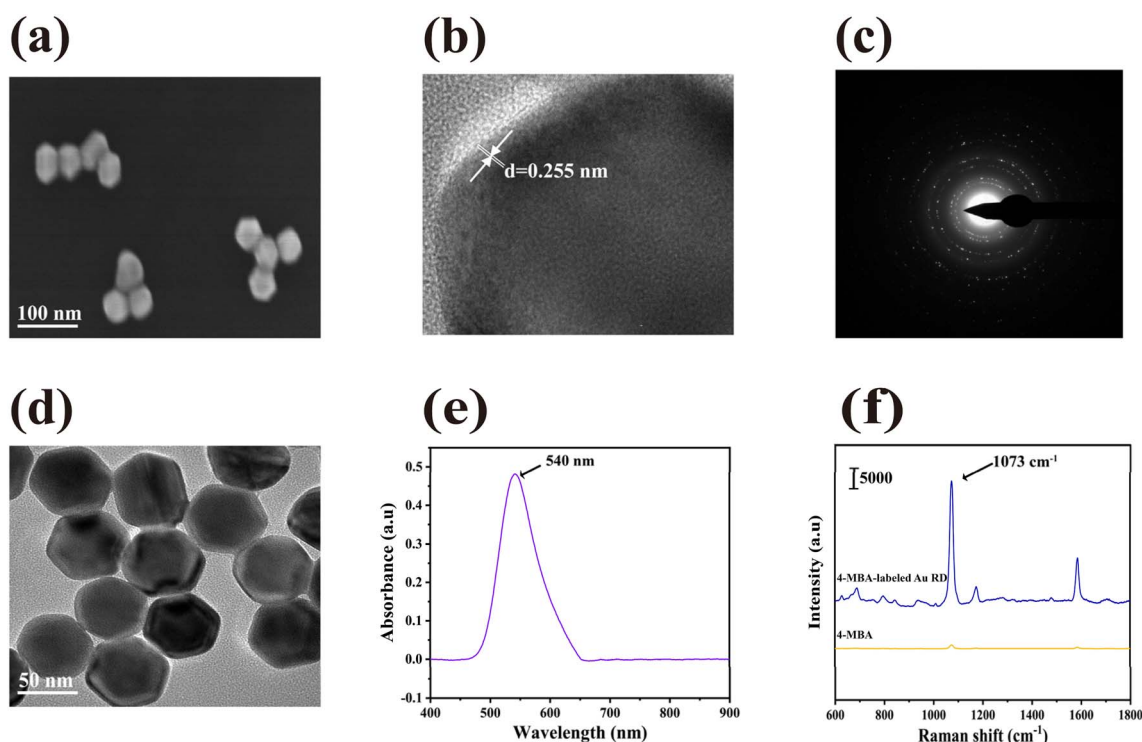 (a)
(b)
(c)
d=0.255 nm
100 nm
(d)
(e)
(f)
50 nm
540 nm
0.5
0.4
0.3
0.2
0.1
0.0
-0.1
Absorbance (a.u)
400 500 600 700 800 900
Wavelength (nm)
5000
1073 cm-1
4-MBA-labeled Au RD
4-MBA
Intensity (a.u)
600 800 1000 1200 1400 1600 1800
Raman shift (cm-1)